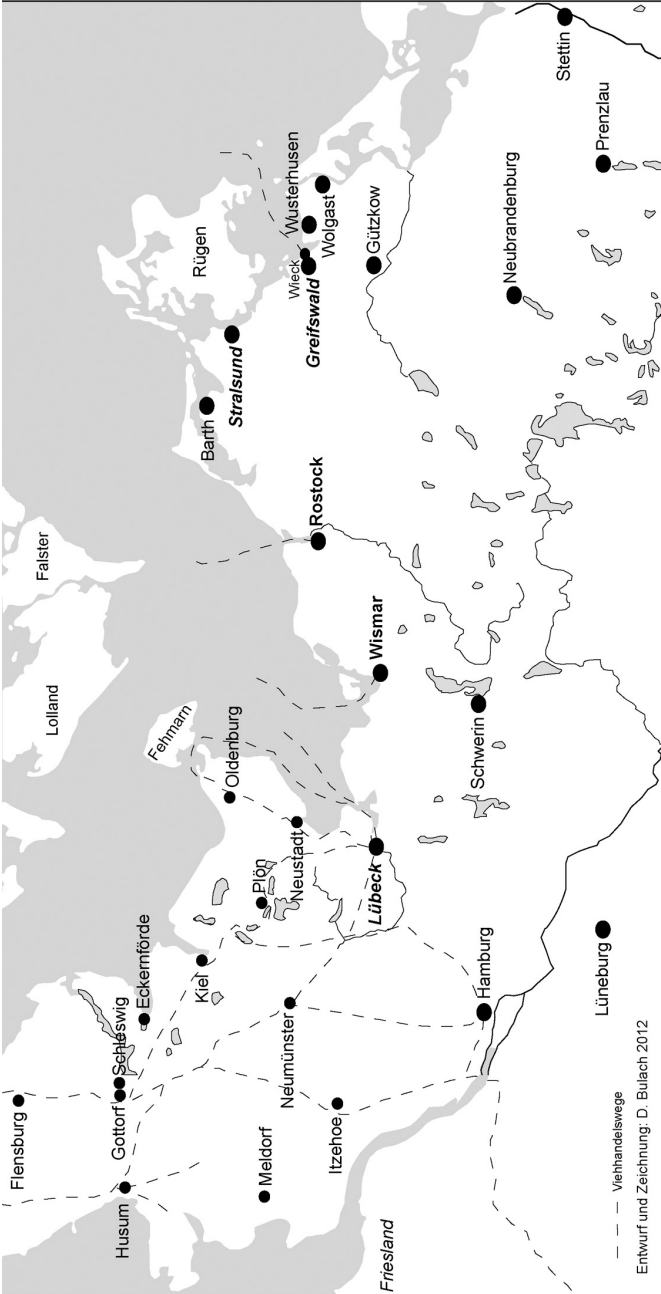 Flensburg
Husum
Gottorf
Schleswig
Eckernförde
Kiel
Meldorf
Itzehoe
Neumünster
Plön
Neustadt
Oldenburg
Fehmarn
Lolland
Falster
Friesland
Hamburg
Lübeck
Lüneburg
Wismar
Schwerin
Rostock
Barth
Stralsund
Rügen
Wieck
Greifswald
Wusterhusen
Wolgast
Gützkow
Neubrandenburg
Prenzlau
Stettin
Viehhandelswege
Entwurf und Zeichnung: D. Bulach 2012